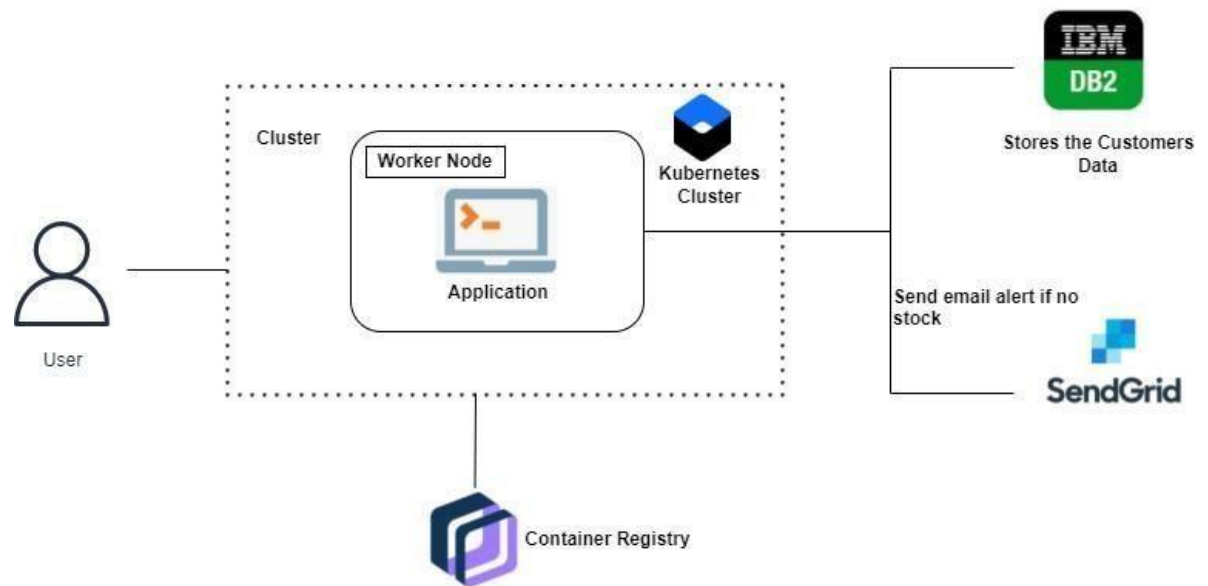 IBM
DB2
Stores the Customers
Data
Cluster
Worker Node
Kubernetes
Cluster
Application
User
Send email alert if no
stock
SendGrid
Container Registry